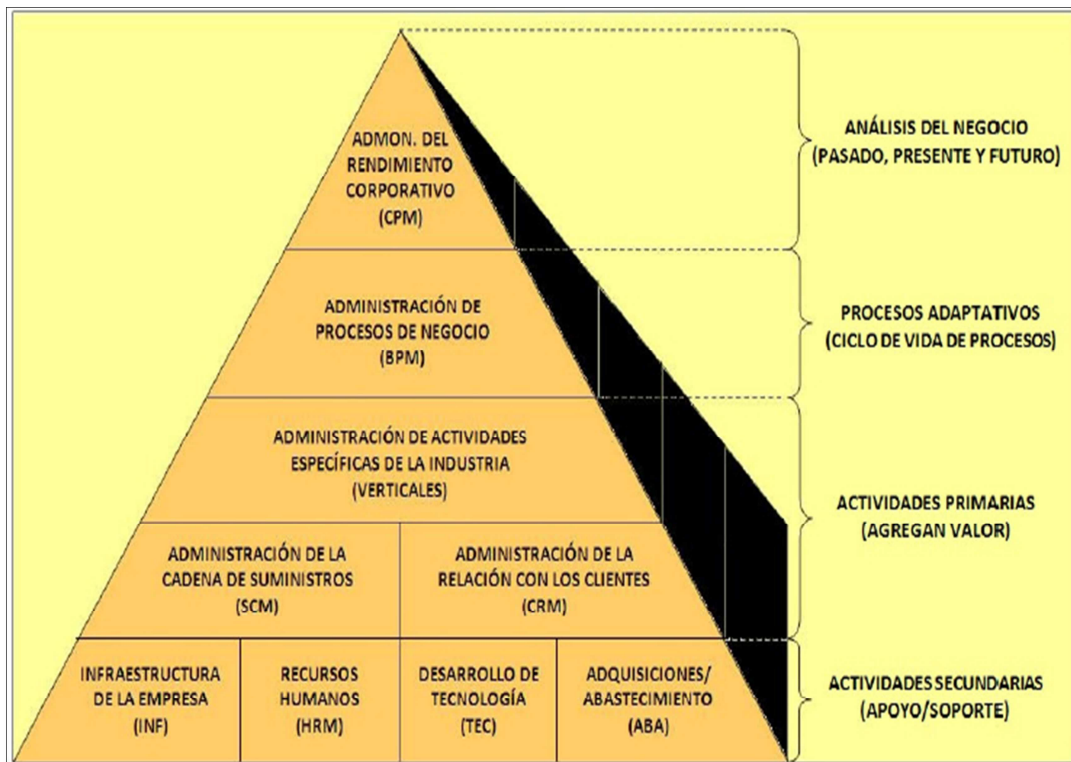 ADMON. DEL
RENDIMIENTO
CORPORATIVO
(CPM)
ANÁLISIS DEL NEGOCIO
(PASADO, PRESENTE Y FUTURO)
ADMINISTRACIÓN DE
PROCESOS DE NEGOCIO
(BPM)
PROCESOS ADAPTATIVOS
(CICLO DE VIDA DE PROCESOS)
ADMINISTRACIÓN DE ACTIVIDADES
ESPECÍFICAS DE LA INDUSTRIA
(VERTICALES)
ADMINISTRACIÓN DE LA
CADENA DE SUMINISTROS
(SCM)
ADMINISTRACIÓN DE LA
RELACIÓN CON LOS CLIENTES
(CRM)
ACTIVIDADES PRIMARIAS
(AGREGAN VALOR)
INFRAESTRUCTURA
DE LA EMPRESA
(INF)
RECURSOS
HUMANOS
(HRM)
DESARROLLO DE
TECNOLOGÍA
(TEC)
ADQUISICIONES/
ABASTECIMIENTO
(ABA)
ACTIVIDADES SECUNDARIAS
(APOYO/SOPORTE)